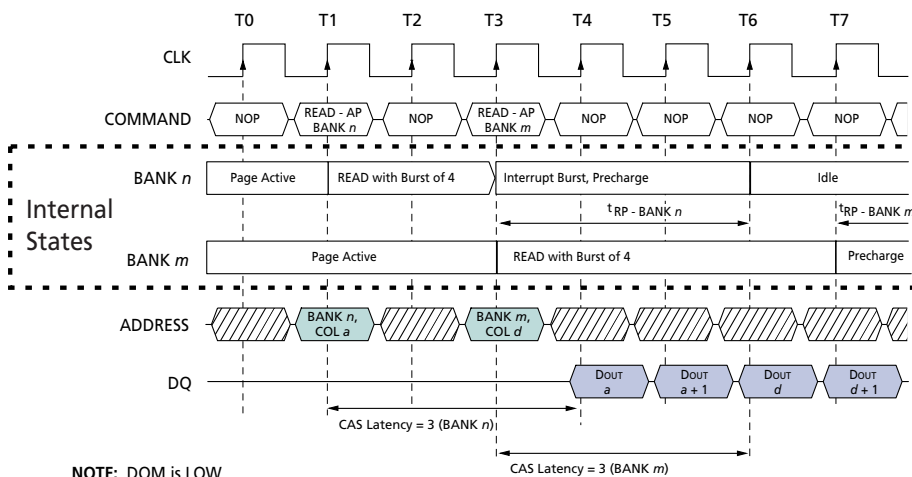 T0 T1 T2 T3 T4 T5 T6 T7
CLK
COMMAND NOP READ - AP BANK n NOP READ - AP BANK m NOP NOP NOP NOP
BANK n Page Active READ with Burst of 4 Interrupt Burst, Precharge Idle
Internal States
tRP - BANK n tRP - BANK m
BANK m Page Active READ with Burst of 4 Precharge
ADDRESS BANK n, COL a BANK m, COL d
DQ DOUT a DOUT a + 1 DOUT d DOUT d + 1
CAS Latency = 3 (BANK n)
CAS Latency = 3 (BANK m)
NOTE: DQM is LOW